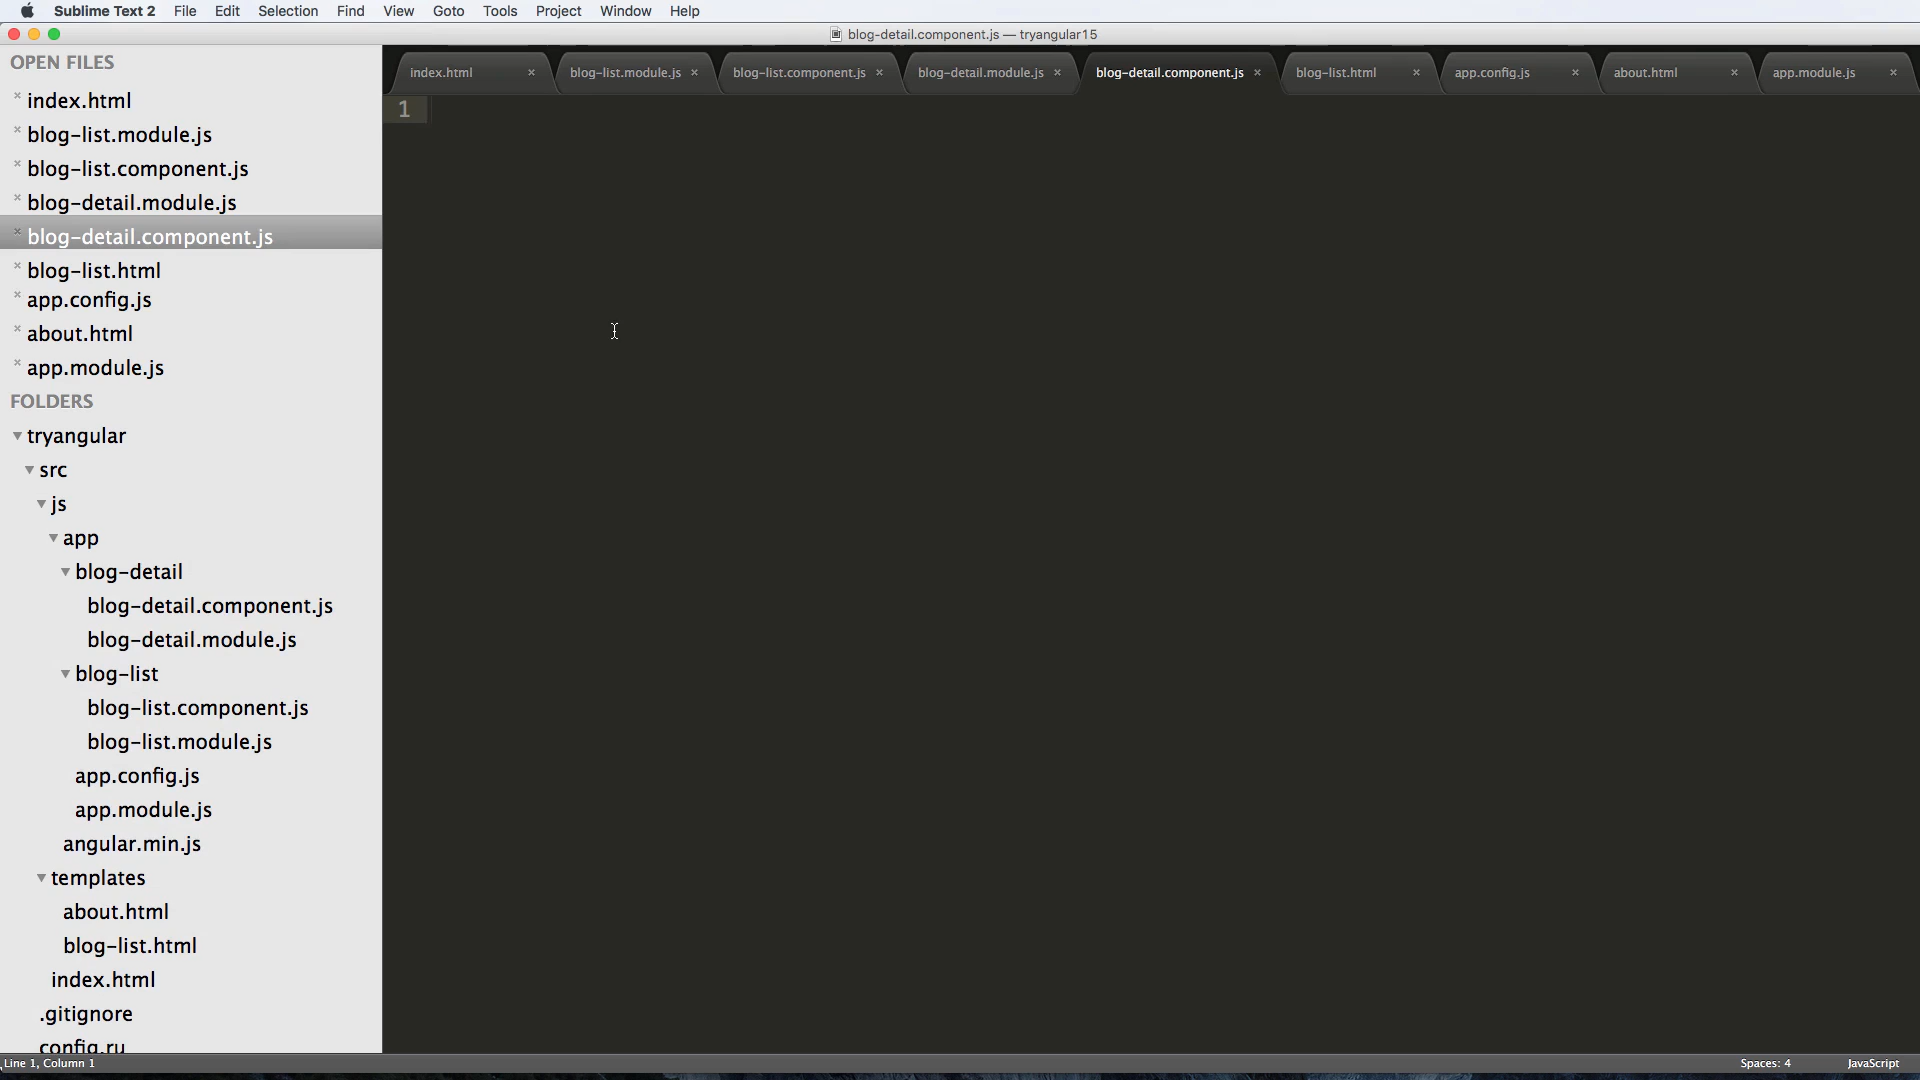 Sublime Text 2 File Edit Selection Find View Goto Tools Project Window Help
blog-detail.component.js — tryangular15
OPEN FILES
index.html
blog-list.module.js
blog-list.component.js
blog-detail.module.js
blog-detail.component.js
blog-list.html
app.config.js
about.html
app.module.js
FOLDERS
tryangular
src
js
app
blog-detail
blog-detail.component.js
blog-detail.module.js
blog-list
blog-list.component.js
blog-list.module.js
app.config.js
app.module.js
angular.min.js
templates
about.html
blog-list.html
index.html
.gitignore
config.ru
index.html blog-list.module.js blog-list.component.js blog-detail.module.js blog-detail.component.js blog-list.html app.config.js about.html app.module.js
1
Line 1, Column 1 Spaces: 4 JavaScript